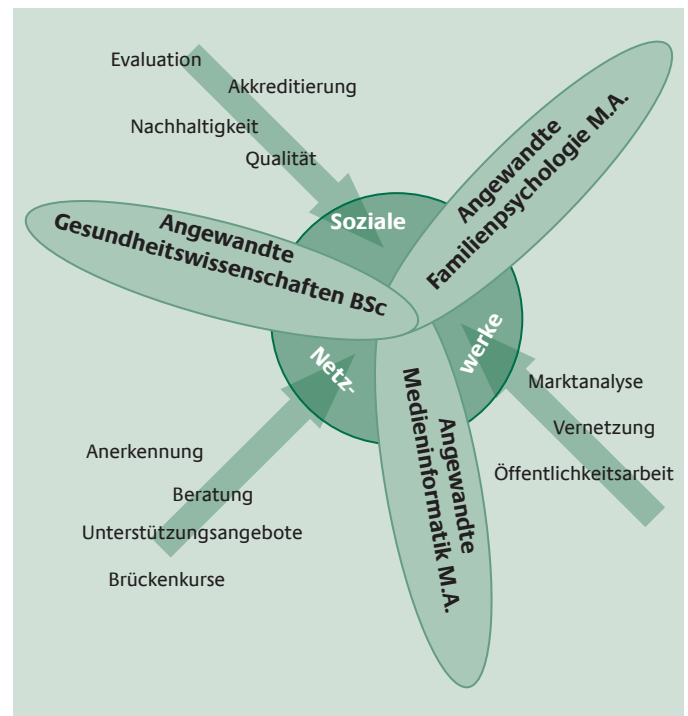 Evaluation
Akkreditierung
Nachhaltigkeit
Qualität
Angewandte
Familienpsychologie M.A.
Angewandte
Gesundheitswissenschaften BSc
Soziale
Netz-
werke
Angewandte
Medieninformatik M.A.
Marktanalyse
Vernetzung
Öffentlichkeitsarbeit
Anerkennung
Beratung
Unterstützungsangebote
Brückenkurse